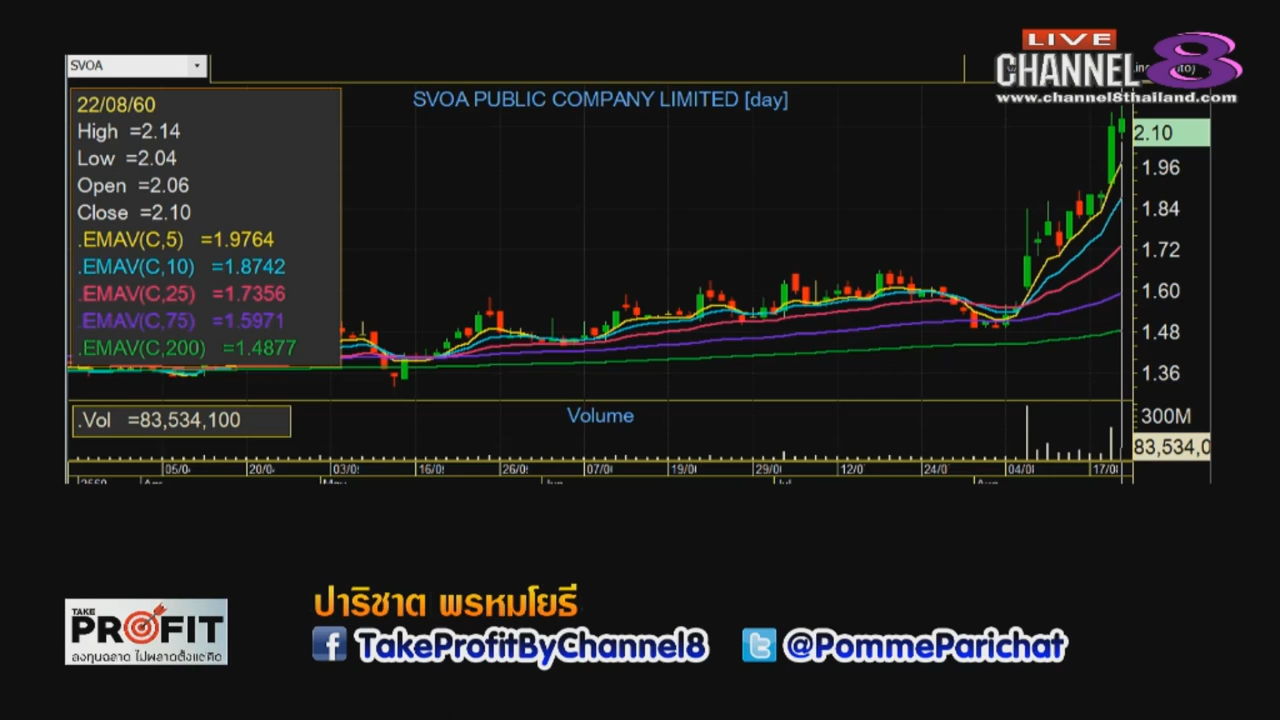 SVOA
LIVE
CHANNEL 8
www.channel8thailand.com
SVOA PUBLIC COMPANY LIMITED [day]
22/08/60
High =2.14
Low =2.04
Open =2.06
Close =2.10
.EMAV(C,5) =1.9764
.EMAV(C,10) =1.8742
.EMAV(C,25) =1.7356
.EMAV(C,75) =1.5971
.EMAV(C,200) =1.4877
2.10
1.96
1.84
1.72
1.60
1.48
1.36
.Vol =83,534,100
Volume
300M
83,534,0
05/0 20/0 03/0 16/0 26/0 07/0 19/0 29/0 12/0 24/0 04/0 17/0
TAKE
PROFIT
ลงทุนฉลาด ไม่พลาดตั้งแต่คิด
ปาริชาต พรหมโยธี
TakeProfitByChannel8
@PommeParichat